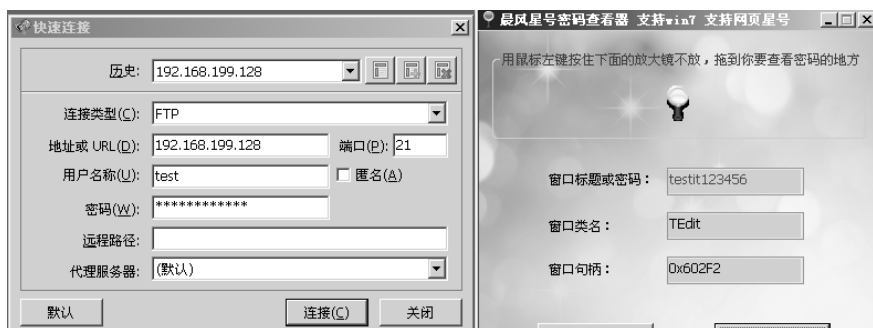 快速连接
历史: 192.168.199.128
连接类型(C): FTP
地址或 URL(D): 192.168.199.128 端口(P): 21
用户名称(U): test 匿名(A)
密码(W): ************
远程路径:
代理服务器: (默认)
默认 连接(C) 关闭
晨风星号密码查看器 支持win7 支持网页星号
用鼠标左键按住下面的放大镜不放，拖到你要查看密码的地方
窗口标题或密码： testit123456
窗口类名： TEdit
窗口句柄： 0x602F2